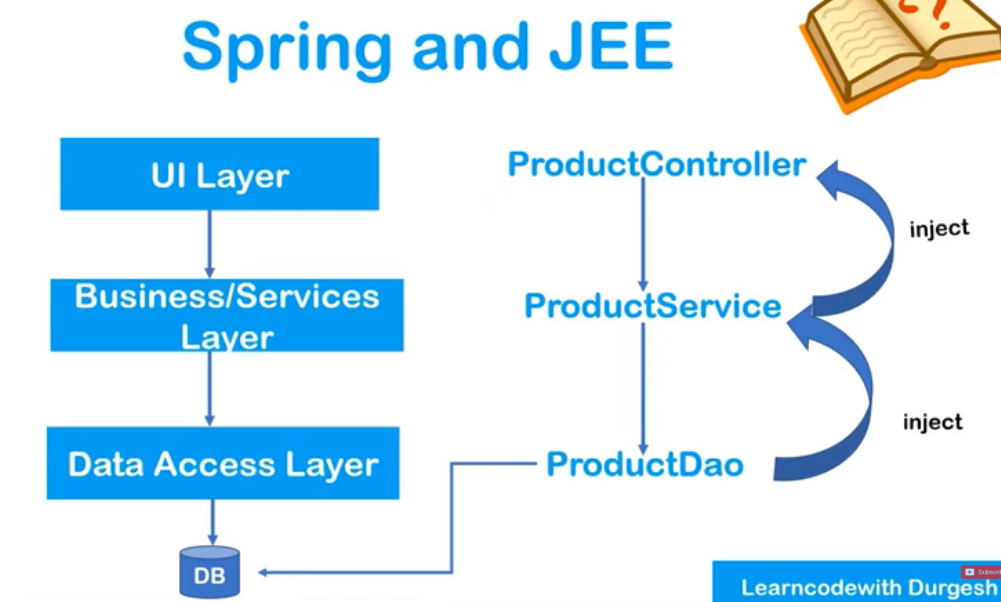 Spring and JEE
?!
UI Layer
Business/Services
Layer
Data Access Layer
DB
ProductController
ProductService
ProductDao
inject
inject
Learncodewith Durgesh